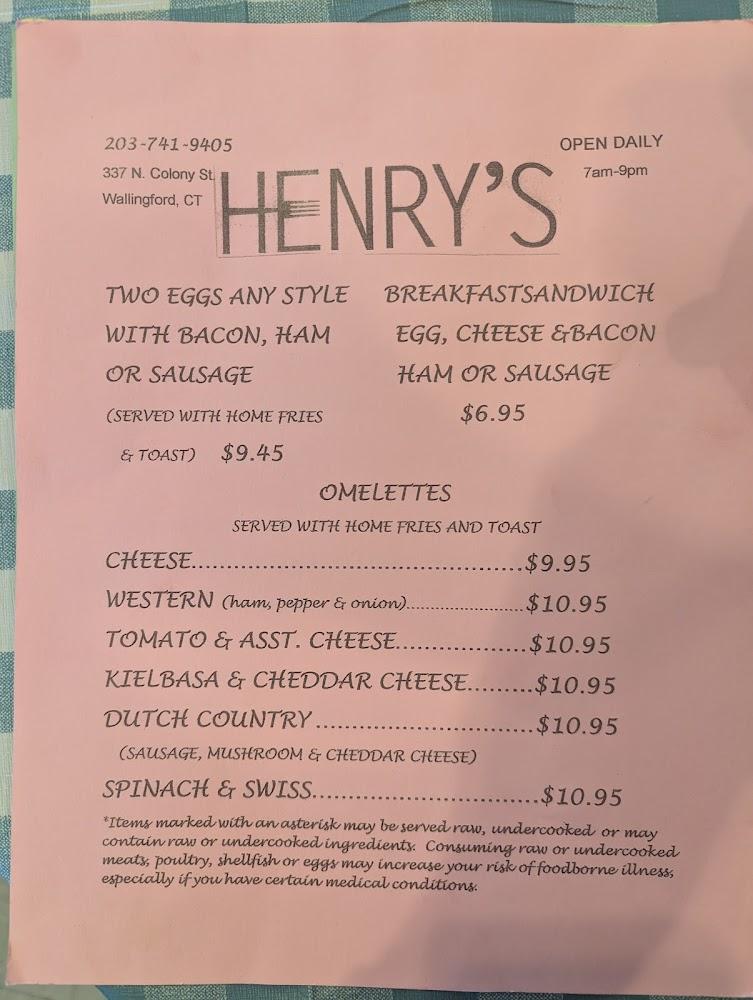 203-741-9405
OPEN DAILY
337 N. Colony St.
7am-9pm
Wallingford, CT
HENRY'S
TWO EGGS ANY STYLE
WITH BACON, HAM
OR SAUSAGE
(SERVED WITH HOME FRIES
& TOAST) $9.45
BREAKFASTSANDWICH
EGG, CHEESE &BACON
HAM OR SAUSAGE
$6.95
OMELETTES
SERVED WITH HOME FRIES AND TOAST
CHEESE..........................................$9.95
WESTERN (ham, pepper & onion).......................$10.95
TOMATO & ASST. CHEESE................$10.95
KIELBASA & CHEDDAR CHEESE........$10.95
DUTCH COUNTRY...........................$10.95
(SAUSAGE, MUSHROOM & CHEDDAR CHEESE)
SPINACH & SWISS............................$10.95
*Items marked with an asterisk may be served raw, undercooked or may
contain raw or undercooked ingredients. Consuming raw or undercooked
meats, poultry, shellfish or eggs may increase your risk of foodborne illness,
especially if you have certain medical conditions.